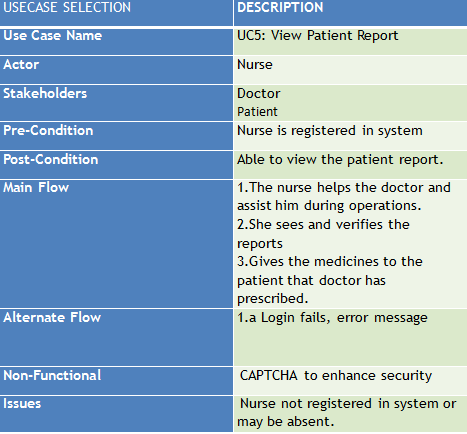 USECASE SELECTION DESCRIPTION
Use Case Name UC5: View Patient Report
Actor Nurse
Stakeholders Doctor
Patient
Pre-Condition Nurse is registered in system
Post-Condition Able to view the patient report.
Main Flow 1.The nurse helps the doctor and
assist him during operations.
2.She sees and verifies the
reports
3.Gives the medicines to the
patient that doctor has
prescribed.
Alternate Flow 1.a Login fails, error message
Non-Functional CAPTCHA to enhance security
Issues Nurse not registered in system or
may be absent.